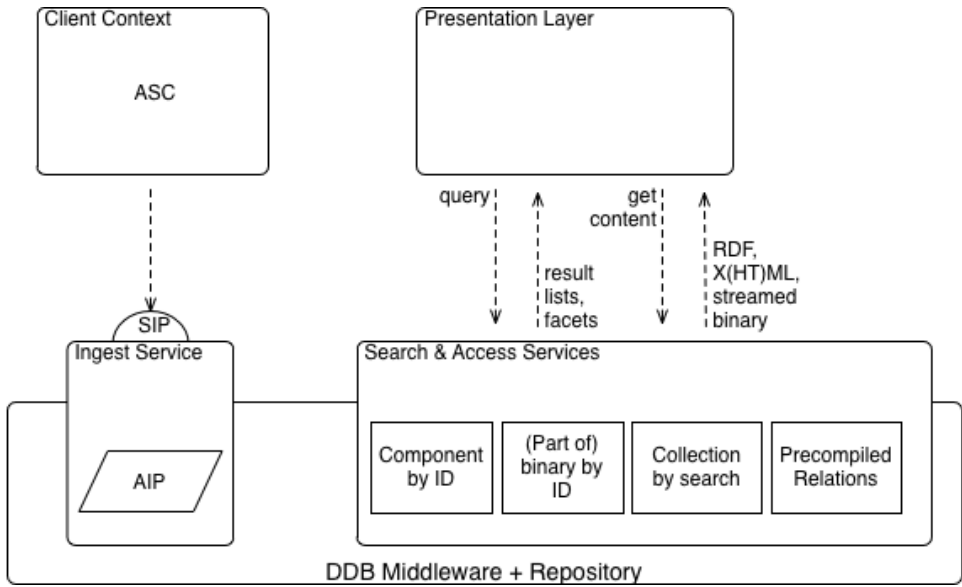 Client Context
ASC
Presentation Layer
query
result
lists,
facets
get
content
RDF,
X(HT)ML,
streamed
binary
SIP
Ingest Service
AIP
Search & Access Services
Component
by ID
(Part of)
binary by
ID
Collection
by search
Precompiled
Relations
DDB Middleware + Repository